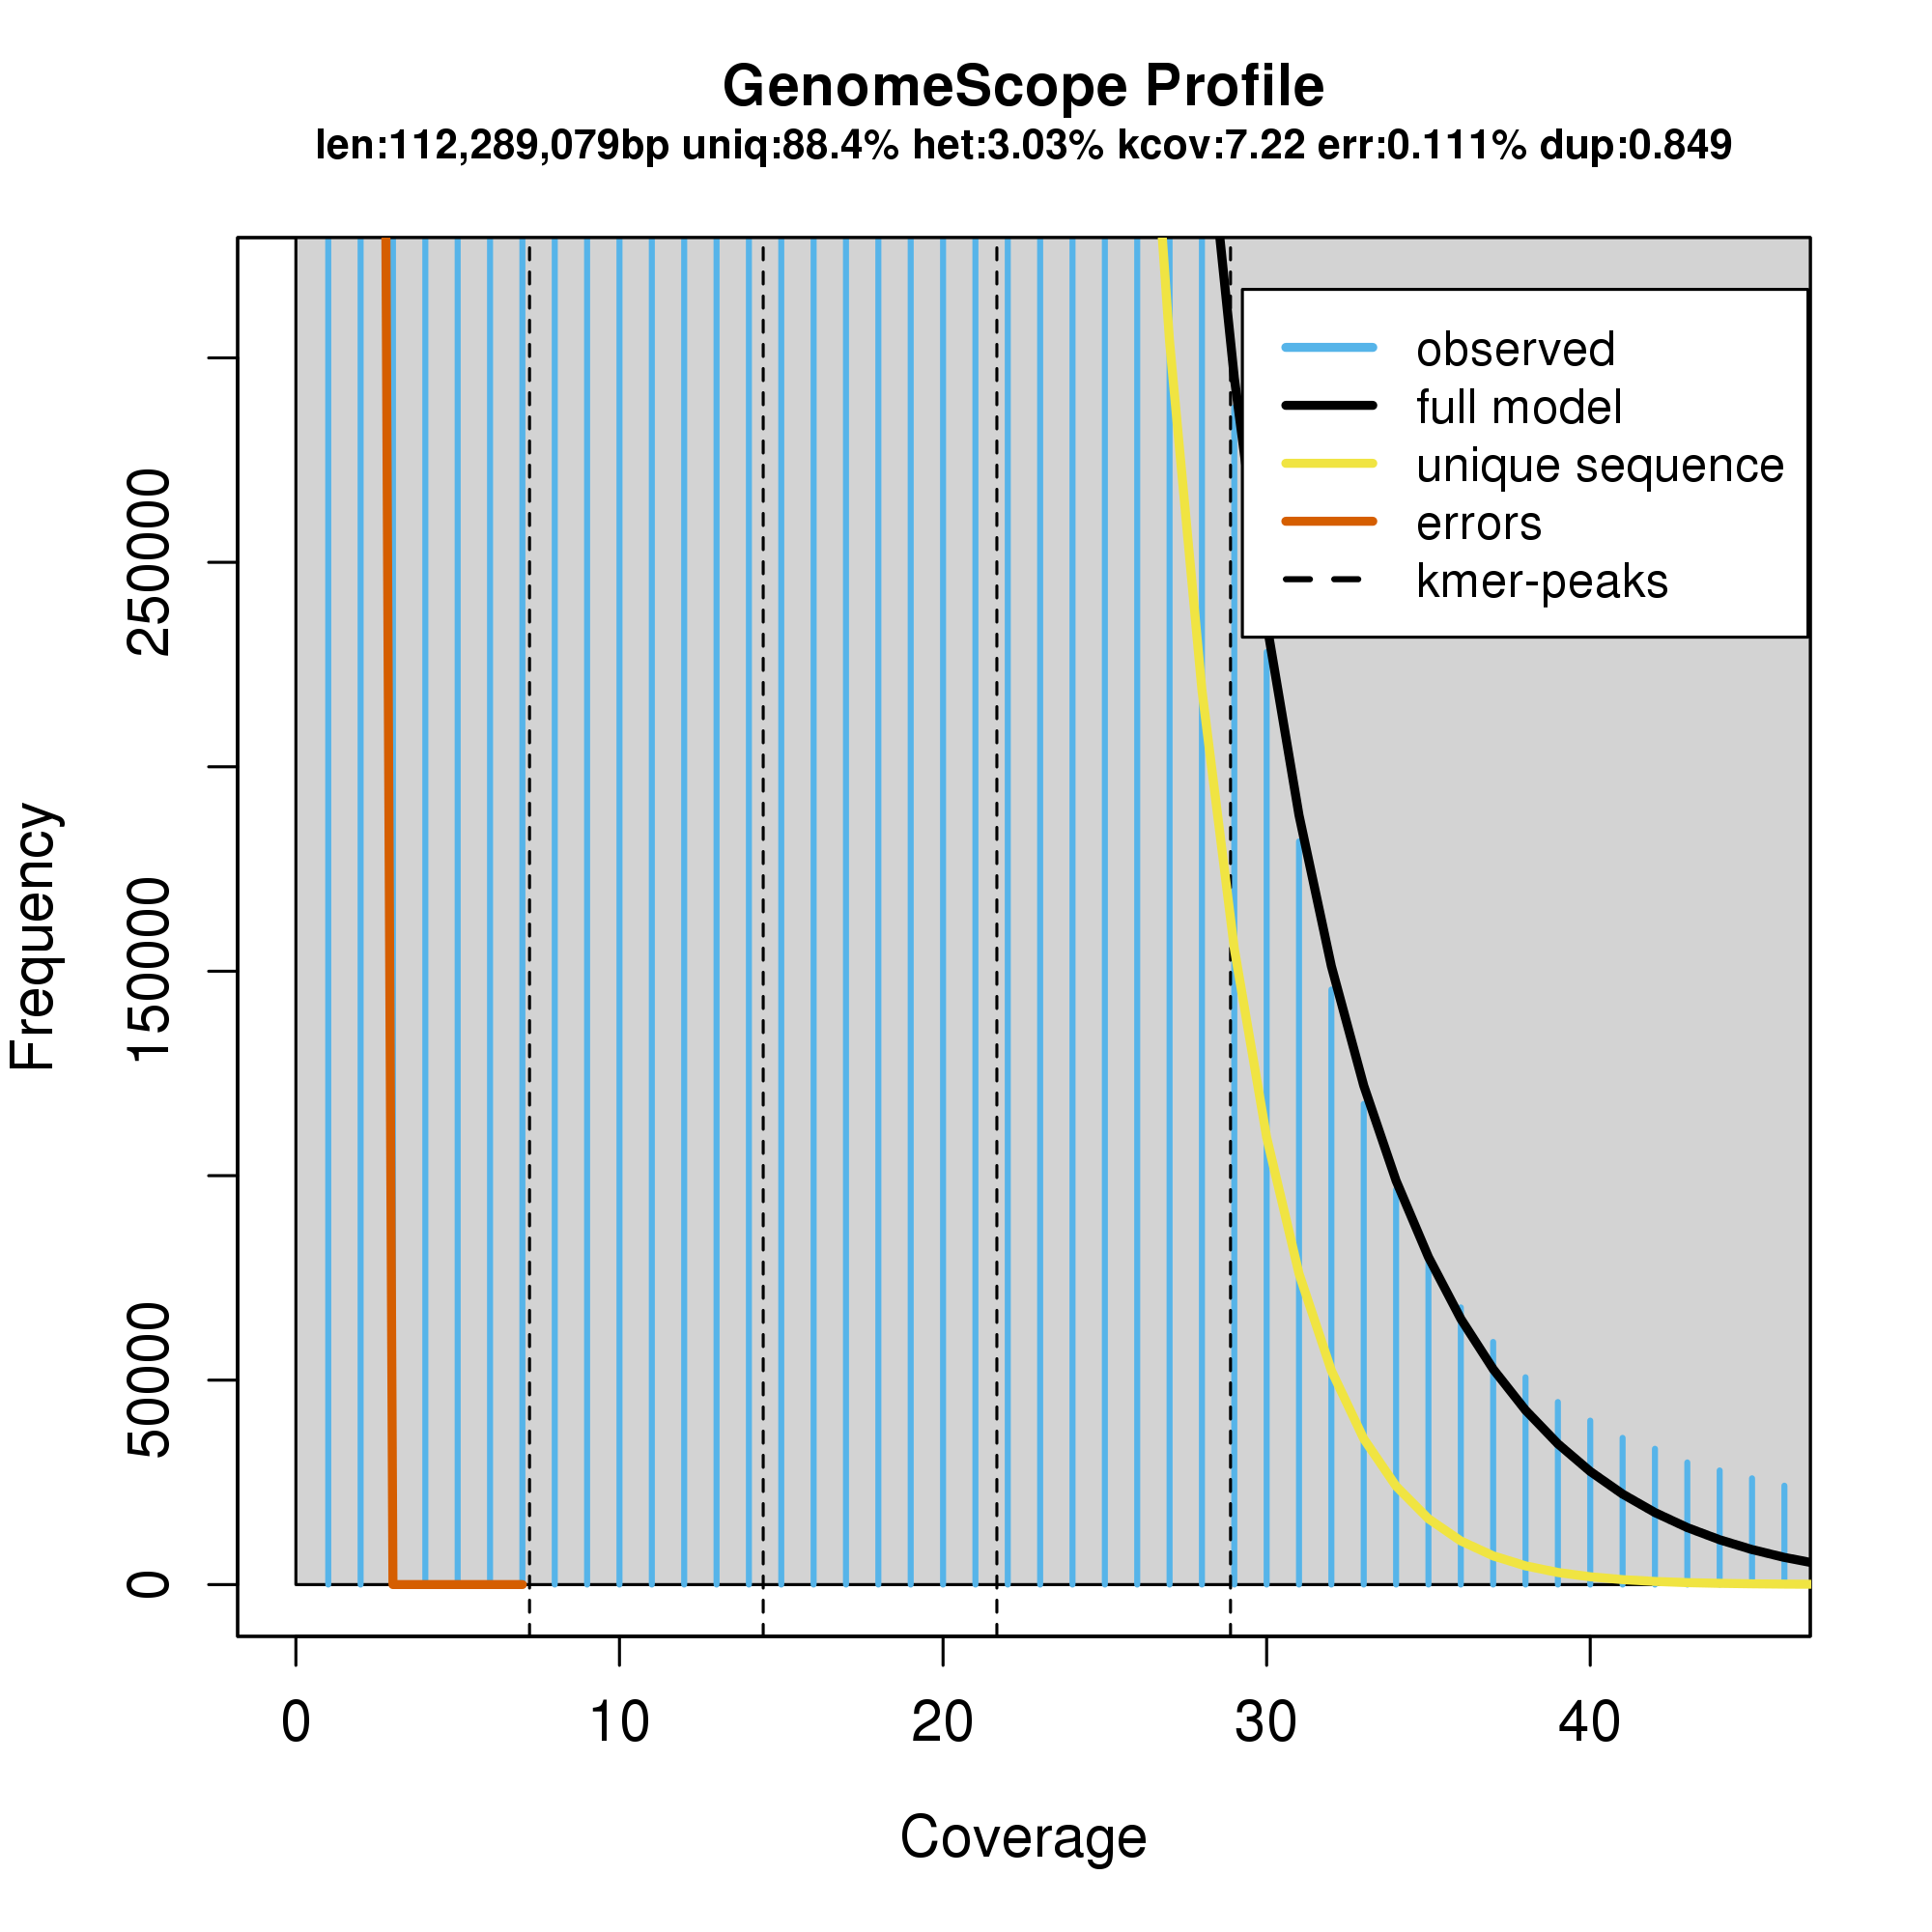 GenomeScope Profile
len:112,289,079bp uniq:88.4% het:3.03% kcov:7.22 err:0.111% dup:0.849
observed
full model
unique sequence
errors
kmer-peaks
Frequency
250000
150000
50000
0
0 10 20 30 40
Coverage